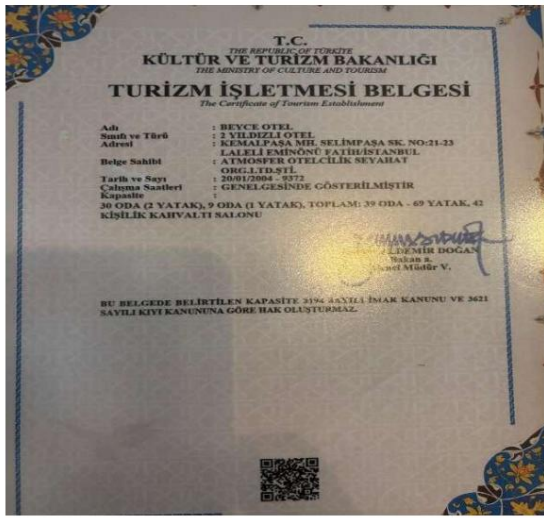 T.C.
THE REPUBLIC OF TÜRKİYE
KÜLTÜR VE TURİZM BAKANLIĞI
THE MINISTRY OF CULTURE AND TOURISM
TURİZM İŞLETMESİ BELGESİ
The Certificate of Tourism Establishment
Adı : BEYCE OTEL
Sınıfı ve Türü : 2 YILDIZLI OTEL
Adresi : KEMALPAŞA MH. SELİMPAŞA SK. NO:21-23
LALELİ EMİNÖNÜ FATİH/İSTANBUL
Belge Sahibi : ATMOSFER OTELCİLİK SEYAHAT
ORG.LTD.ŞTİ.
Tarih ve Sayı : 20/01/2004 - 9372
Çalışma Saatleri : GENELGESİNDE GÖSTERİLMİŞTİR
Kapasite :
30 ODA (2 YATAK), 9 ODA (1 YATAK), TOPLAM: 39 ODA - 69 YATAK, 42
KİŞİLİK KAHVALTI SALONU
DOĞAN
Bakan a.
Müdür V.
BU BELGEDE BELİRTİLEN KAPASİTE 3194 SAYILI İMAR KANUNU VE 3621
SAYILI KIYI KANUNUNA GÖRE HAK OLUŞTURMAZ.